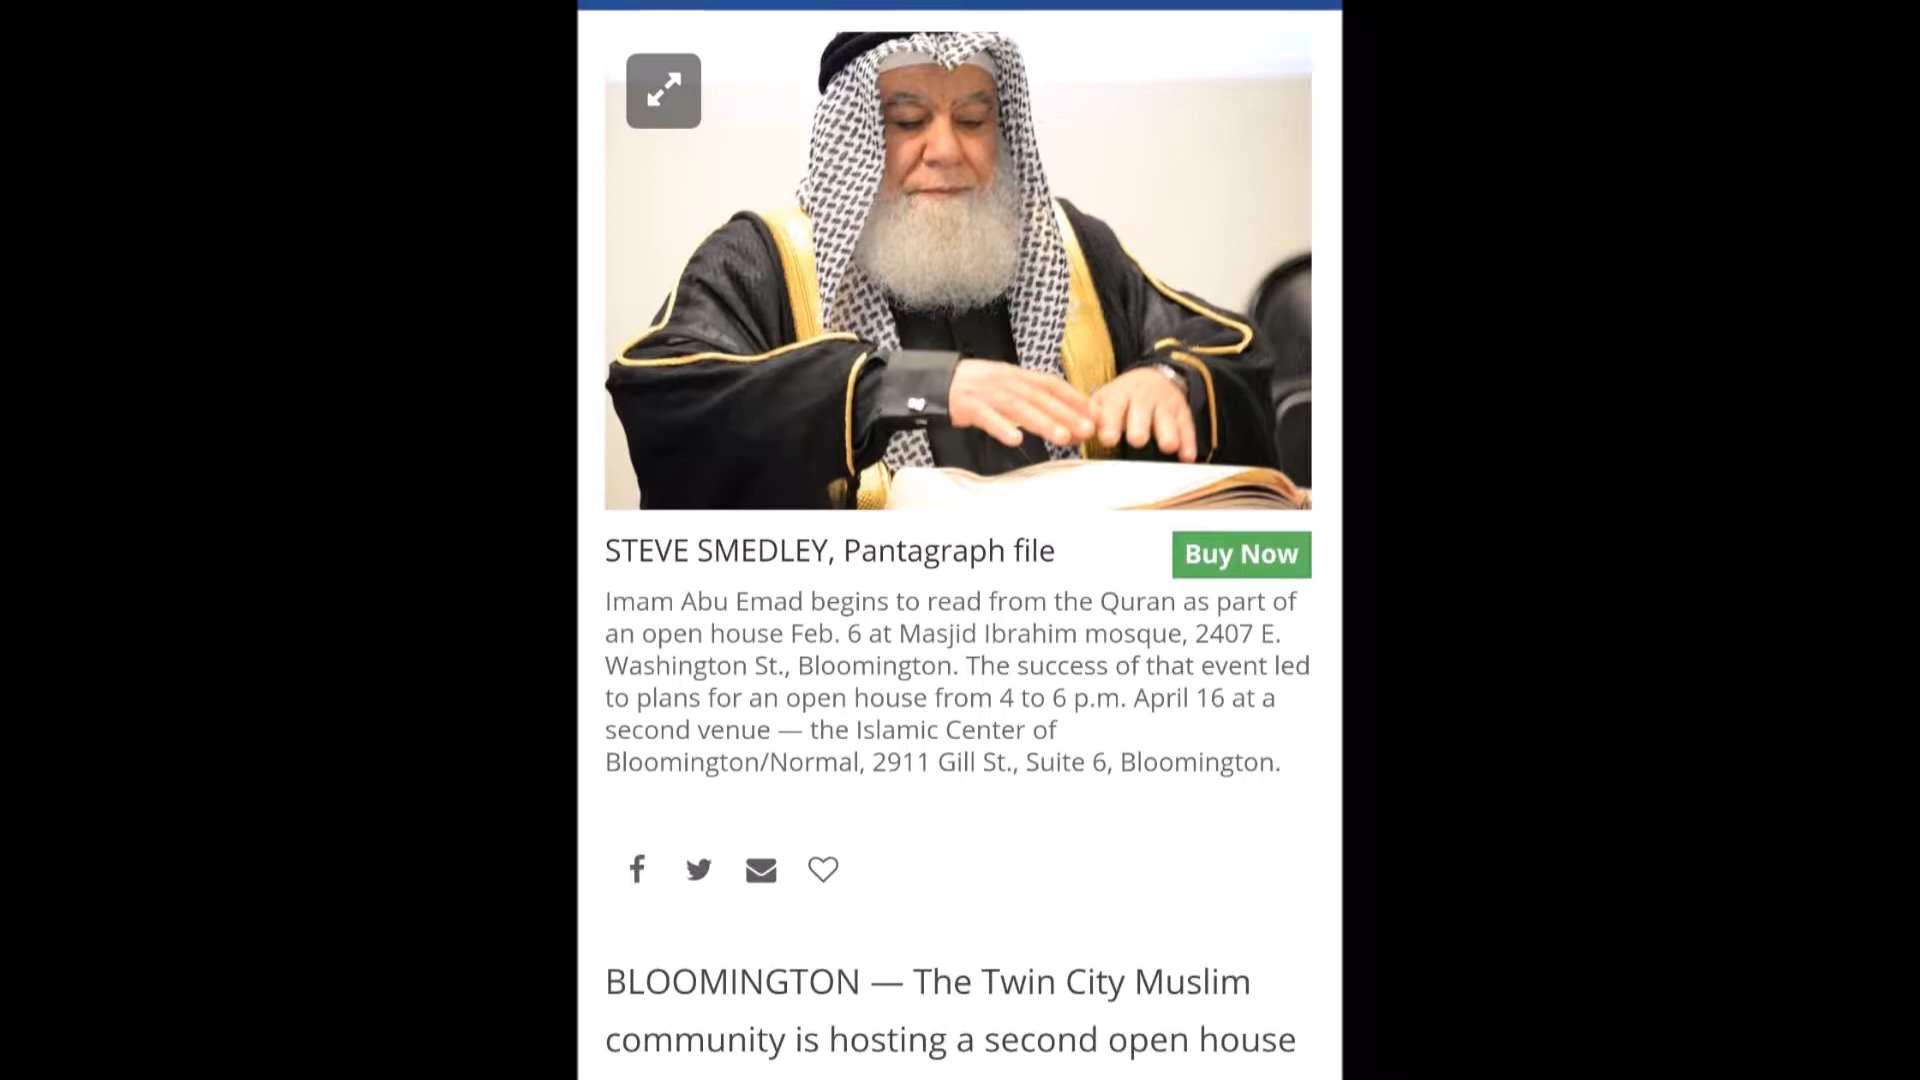 STEVE SMEDLEY, Pantagraph file
Buy Now
Imam Abu Emad begins to read from the Quran as part of
an open house Feb. 6 at Masjid Ibrahim mosque, 2407 E.
Washington St., Bloomington. The success of that event led
to plans for an open house from 4 to 6 p.m. April 16 at a
second venue — the Islamic Center of
Bloomington/Normal, 2911 Gill St., Suite 6, Bloomington.
BLOOMINGTON — The Twin City Muslim
community is hosting a second open house